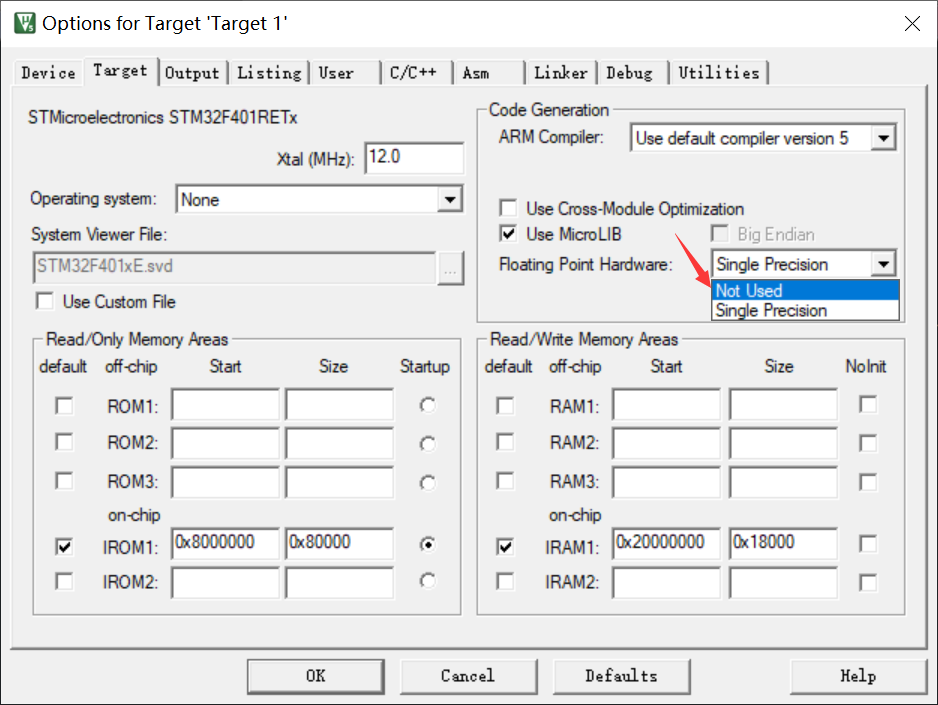 Options for Target 'Target 1'
Device Target Output Listing User C/C++ Asm Linker Debug Utilities
STMicroelectronics STM32F401RETx
Xtal (MHz): 12.0
Operating system: None
System Viewer File:
STM32F401xE.svd ...
Use Custom File
Code Generation
ARM Compiler: Use default compiler version 5
Use Cross-Module Optimization
Use MicroLIB Big Endian
Floating Point Hardware: Single Precision
Not Used
Single Precision
Read/Only Memory Areas
default off-chip Start Size Startup
ROM1:
ROM2:
ROM3:
on-chip
IROM1: 0x8000000 0x80000
IROM2:
Read/Write Memory Areas
default off-chip Start Size NoInit
RAM1:
RAM2:
RAM3:
on-chip
IRAM1: 0x20000000 0x18000
IRAM2:
OK Cancel Defaults Help